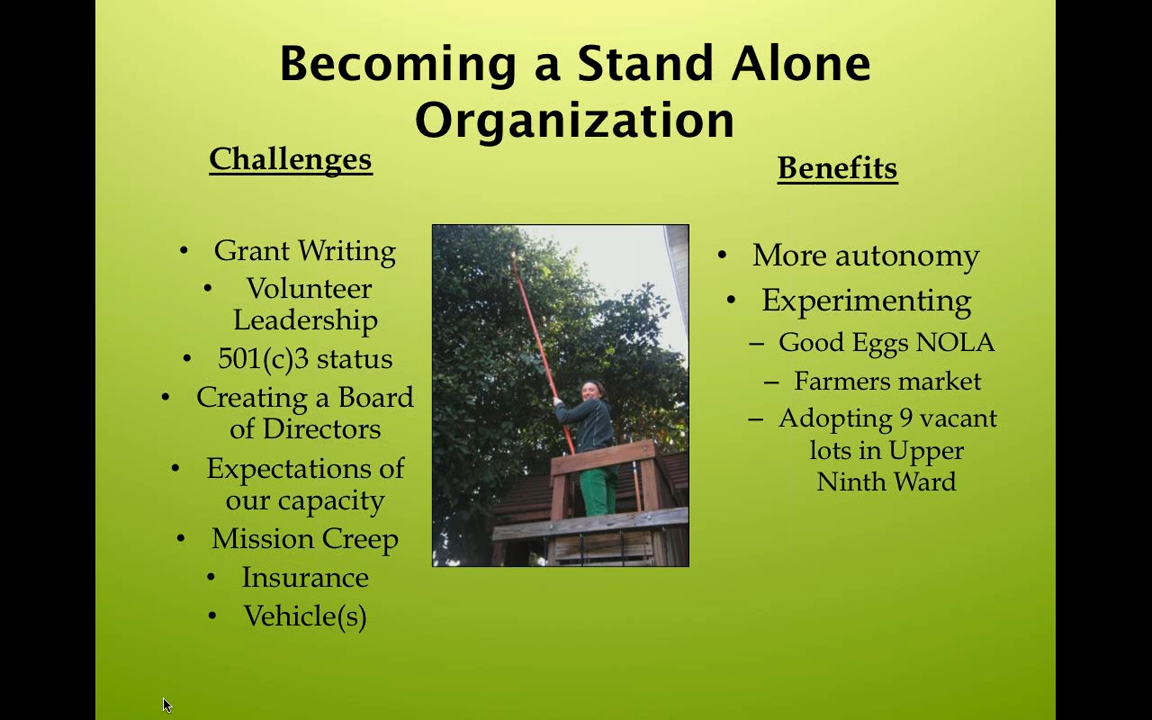 Becoming a Stand Alone
Organization
Challenges
• Grant Writing
• Volunteer
Leadership
• 501(c)3 status
• Creating a Board
of Directors
• Expectations of
our capacity
• Mission Creep
• Insurance
• Vehicle(s)
Benefits
• More autonomy
• Experimenting
– Good Eggs NOLA
– Farmers market
– Adopting 9 vacant
lots in Upper
Ninth Ward